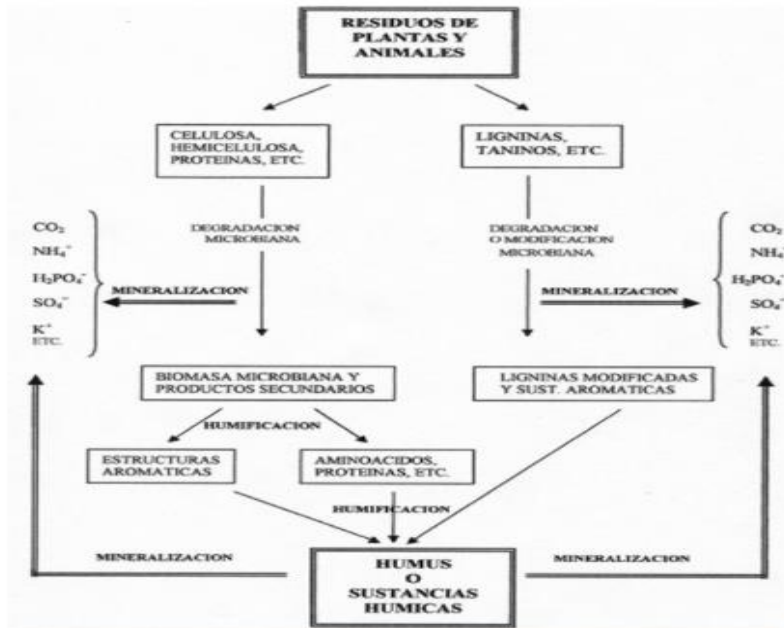 RESIDUOS DE
PLANTAS Y
ANIMALES
CELULOSA,
HEMICELULOSA,
PROTEINAS, ETC.
LIGNINAS,
TANINOS, ETC.
DEGRADACION
MICROBIANA
DEGRADACION
O MODIFICACION
MICROBIANA
CO₂
NH₄⁺
H₂PO₄⁻
SO₄⁻
K⁺
ETC.
MINERALIZACION
MINERALIZACION
CO₂
NH₄
H₂PO₄⁻
SO₄⁻
K⁺
ETC.
BIOMASA MICROBIANA Y
PRODUCTOS SECUNDARIOS
LIGNINAS MODIFICADAS
Y SUST. AROMATICAS
HUMIFICACION
ESTRUCTURAS
AROMATICAS
AMINOACIDOS,
PROTEINAS, ETC.
HUMIFICACION
MINERALIZACION
MINERALIZACION
HUMUS
O
SUSTANCIAS
HUMICAS